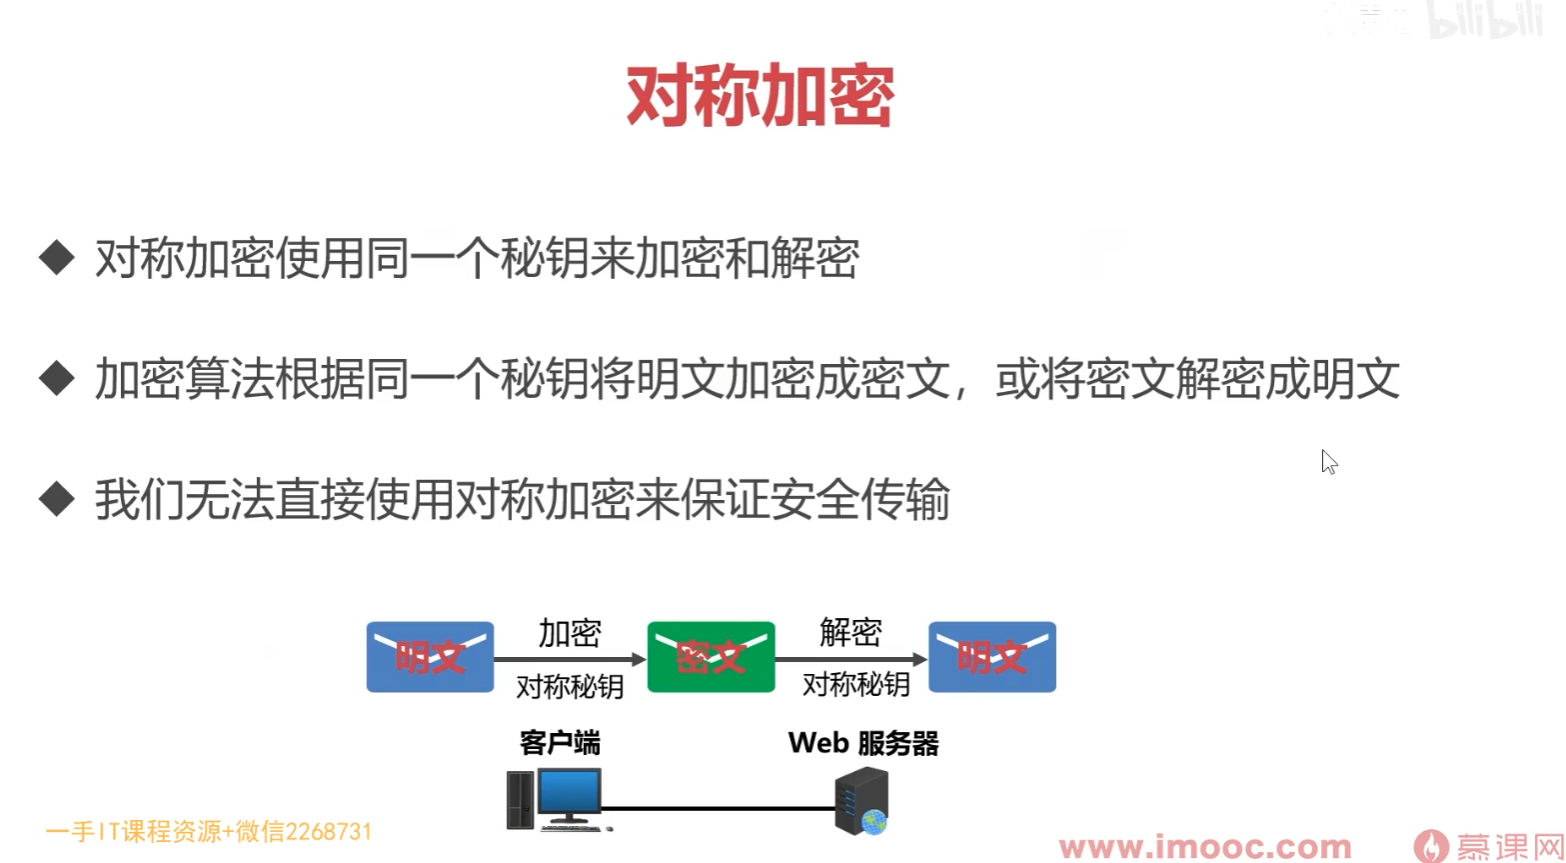 bilibili
对称加密
对称加密使用同一个秘钥来加密和解密
加密算法根据同一个秘钥将明文加密成密文，或将密文解密成明文
我们无法直接使用对称加密来保证安全传输
明文
加密
对称秘钥
密文
解密
对称秘钥
明文
客户端
Web 服务器
一手IT课程资源+微信2268731
www.imooc.com
慕课网